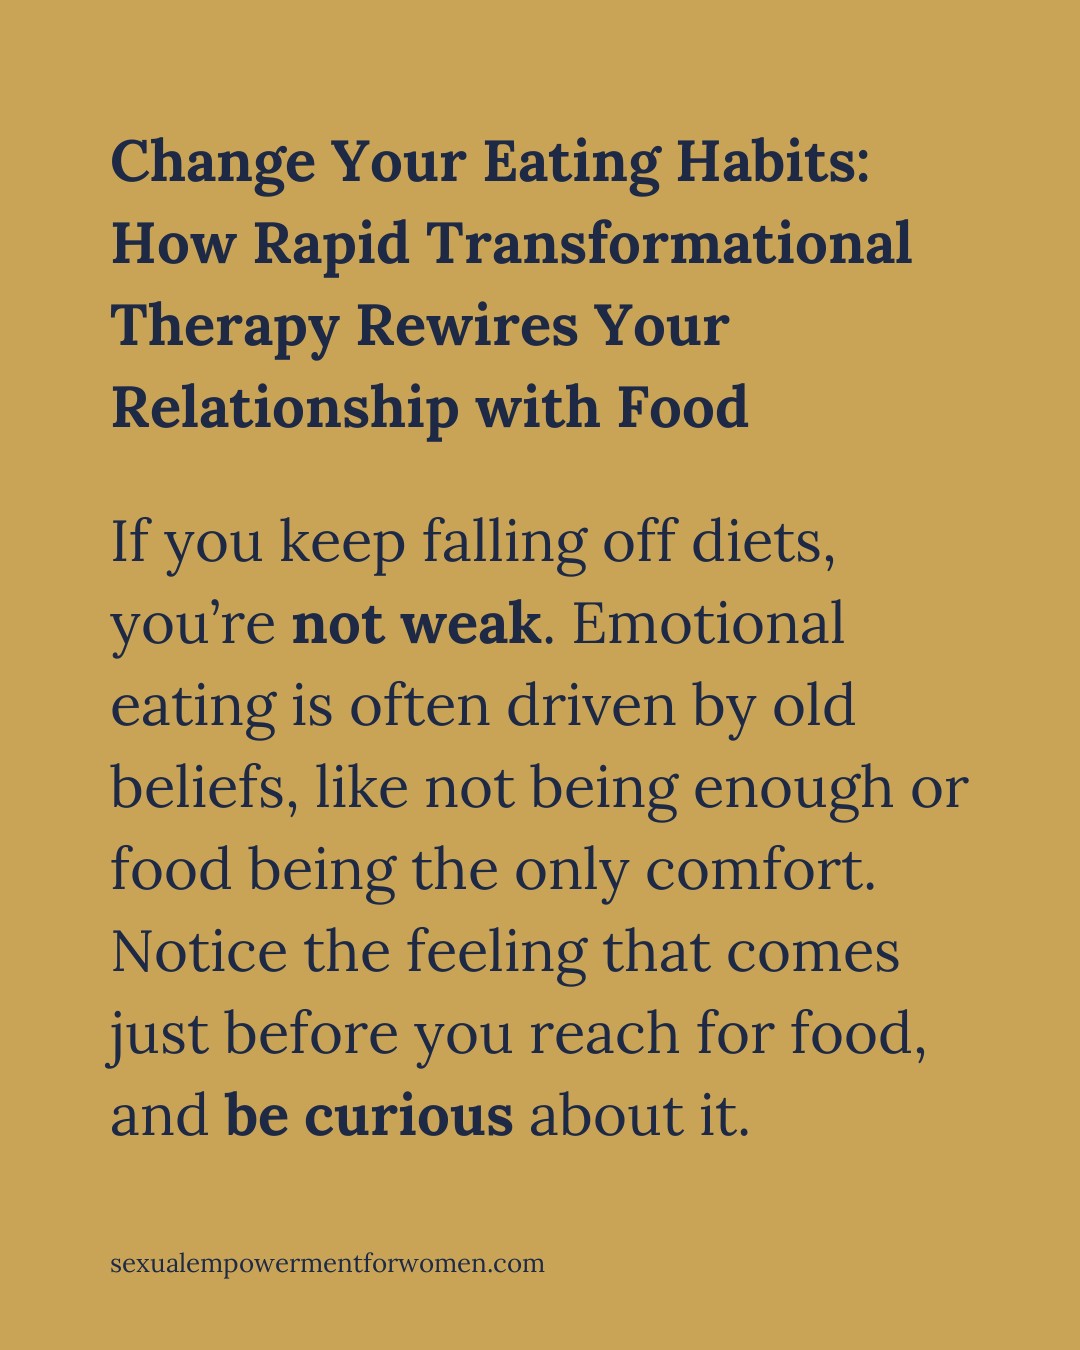 Change Your Eating Habits:
How Rapid Transformational
Therapy Rewires Your
Relationship with Food
If you keep falling off diets,
you’re not weak. Emotional
eating is often driven by old
beliefs, like not being enough or
food being the only comfort.
Notice the feeling that comes
just before you reach for food,
and be curious about it.
sexualempowermentforwomen.com